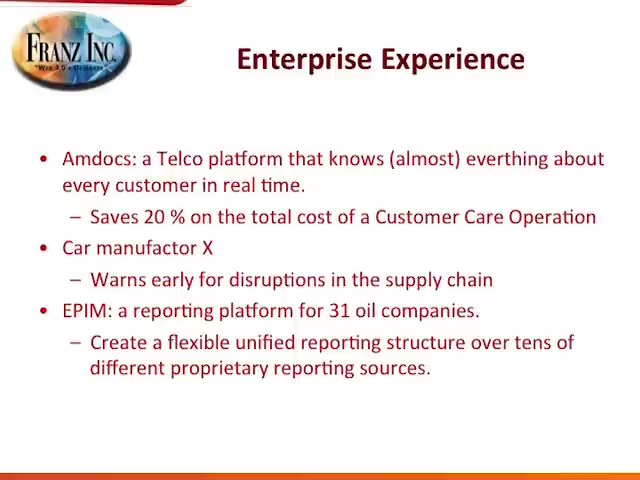 FRANZ INC.
Enterprise Experience
• Amdocs: a Telco platform that knows (almost) everthing about
every customer in real time.
– Saves 20 % on the total cost of a Customer Care Operation
• Car manufactor X
– Warns early for disruptions in the supply chain
• EPIM: a reporting platform for 31 oil companies.
– Create a flexible unified reporting structure over tens of
different proprietary reporting sources.